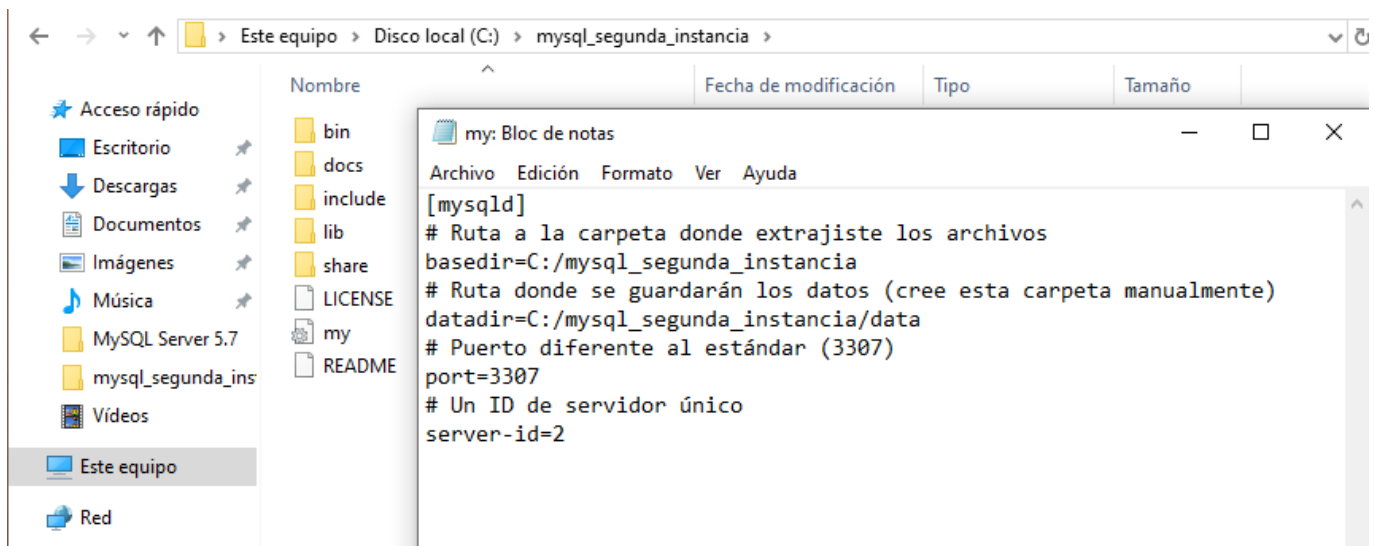 Este equipo > Disco local (C:) > mysql_segunda_instancia >
Nombre
Fecha de modificación
Tipo
Tamaño
Acceso rápido
Escritorio
Descargas
Documentos
Imágenes
Música
MySQL Server 5.7
mysql_segunda_ins
Vídeos
Este equipo
Red
bin
docs
include
lib
share
LICENSE
my
README
my: Bloc de notas
Archivo Edición Formato Ver Ayuda
[mysqld]
# Ruta a la carpeta donde extrajiste los archivos
basedir=C:/mysql_segunda_instancia
# Ruta donde se guardarán los datos (cree esta carpeta manualmente)
datadir=C:/mysql_segunda_instancia/data
# Puerto diferente al estándar (3307)
port=3307
# Un ID de servidor único
server-id=2